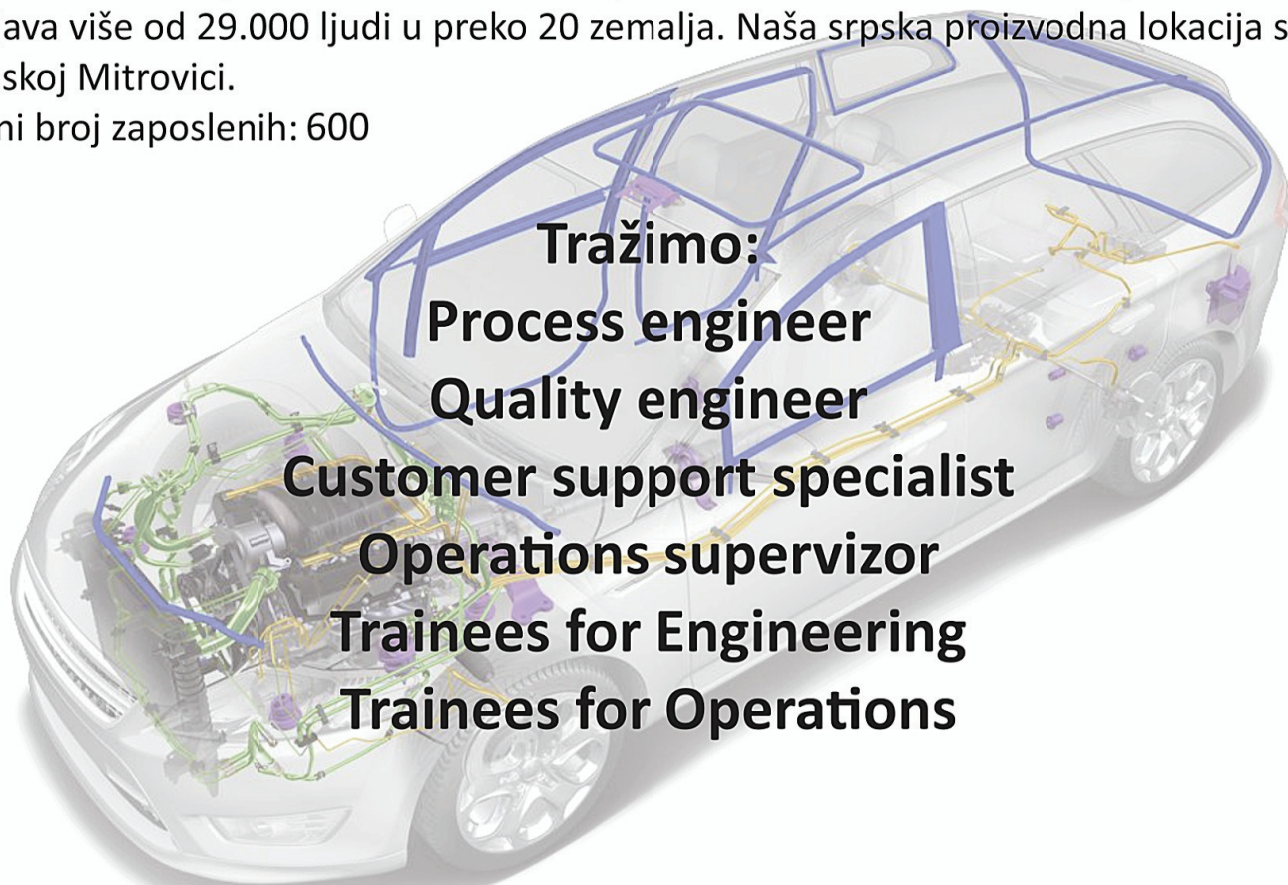 ava više od 29.000 ljudi u preko 20 zemalja. Naša srpska proizvodna lokacija s
skoj Mitrovici.
ni broj zaposlenih: 600
Tražimo:
Process engineer
Quality engineer
Customer support specialist
Operations supervizor
Trainees for Engineering
Trainees for Operations